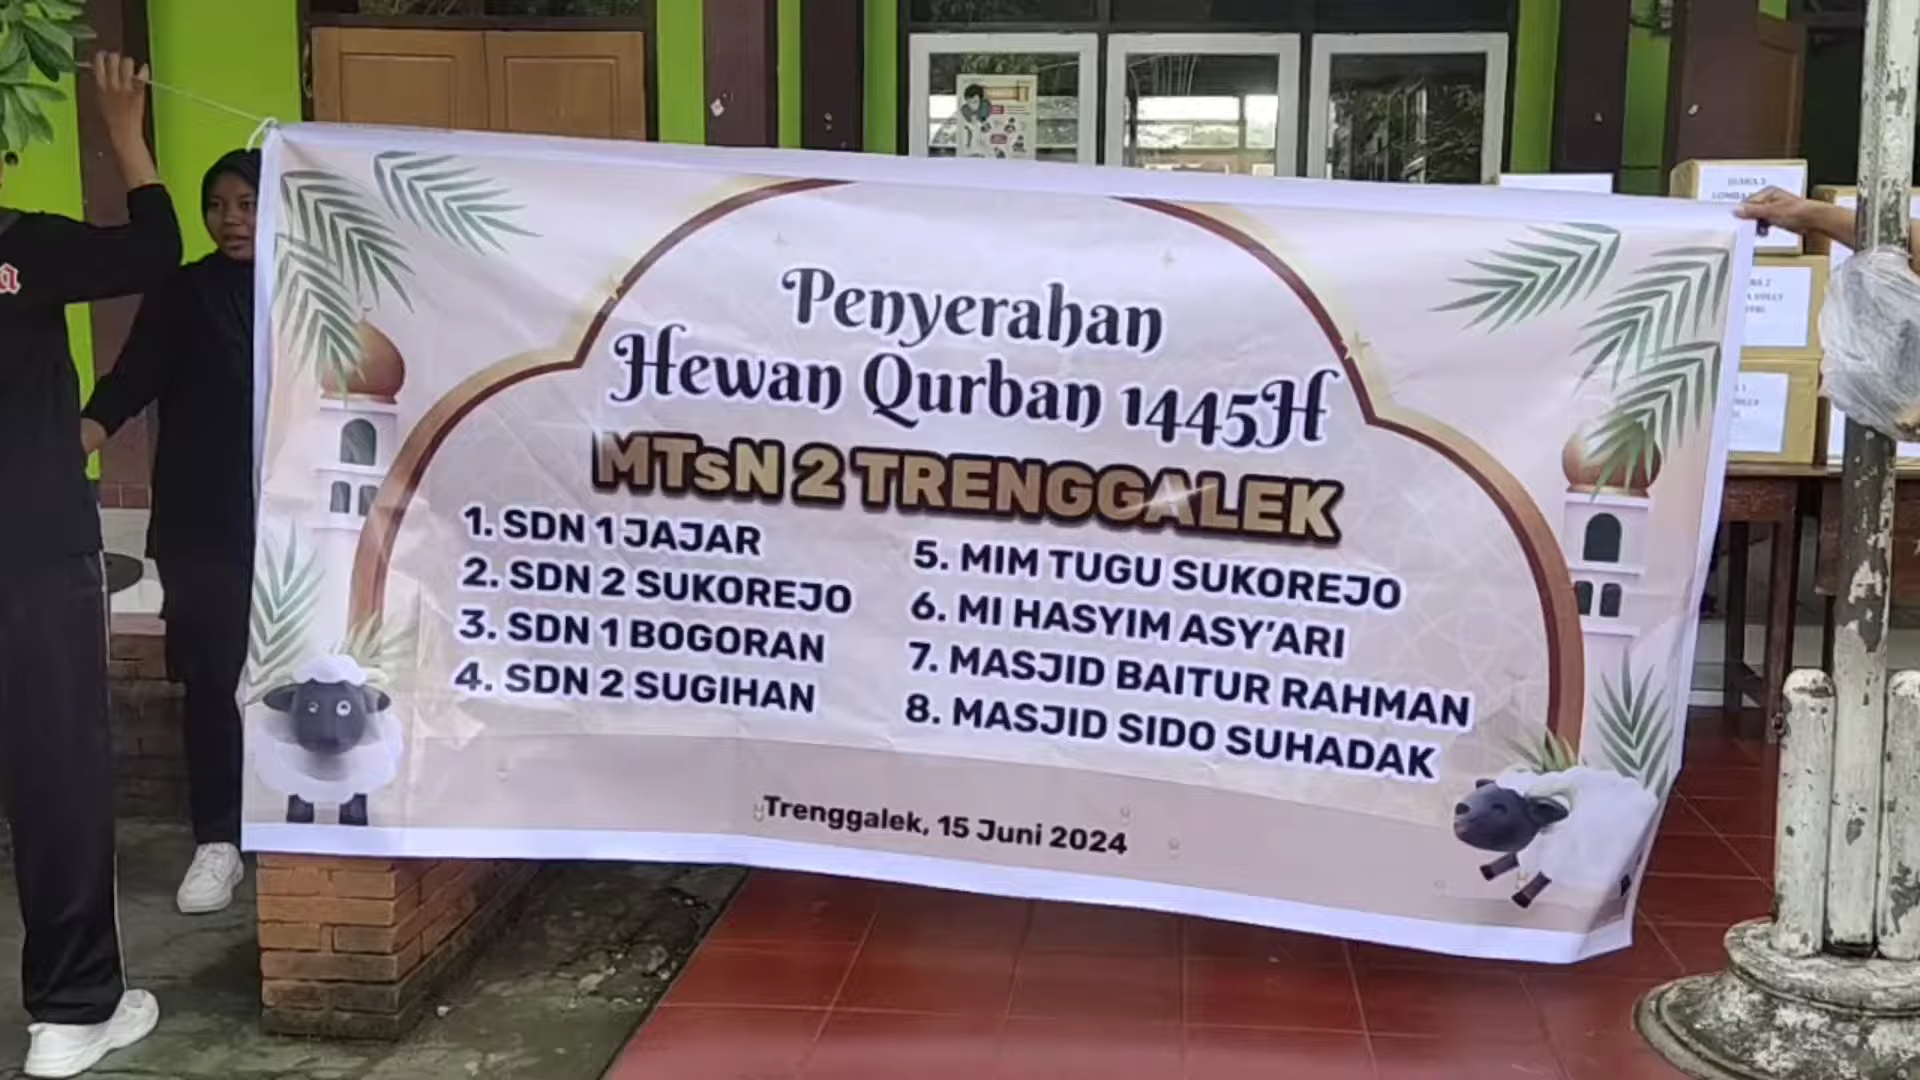 Penyerahan
Hewan Qurban 1445H
MTsN 2 TRENGGALEK
1. SDN 1 JAJAR
2. SDN 2 SUKOREJO
3. SDN 1 BOGORAN
4. SDN 2 SUGIHAN
5. MIM TUGU SUKOREJO
6. MI HASYIM ASY'ARI
7. MASJID BAITUR RAHMAN
8. MASJID SIDO SUHADAK
Trenggalek, 15 Juni 2024